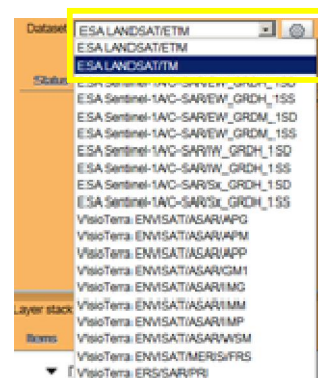 Dataset ESA LANDSAT/ETM
ESA LANDSAT/ETM
ESA LANDSAT/TM
Status ESA Sentinel-1A/C-SAR/EW_GRDH_1SD
ESA Sentinel-1A/C-SAR/EW_GRDH_1SS
ESA Sentinel-1A/C-SAR/EW_GRDM_1SD
ESA Sentinel-1A/C-SAR/EW_GRDM_1SS
ESA Sentinel-1A/C-SAR/IW_GRDH_1SD
ESA Sentinel-1A/C-SAR/IW_GRDH_1SS
ESA Sentinel-1A/C-SAR/Sx_GRDH_1SD
ESA Sentinel-1A/C-SAR/Sx_GRDH_1SS
VisioTerra: ENVISAT/ASAR/APG
VisioTerra: ENVISAT/ASAR/APM
VisioTerra: ENVISAT/ASAR/APP
VisioTerra: ENVISAT/ASAR/GM1
VisioTerra: ENVISAT/ASAR/IMG
VisioTerra: ENVISAT/ASAR/IMM
Layer stack VisioTerra: ENVISAT/ASAR/IMP
Items VisioTerra: ENVISAT/ASAR/WSM
VisioTerra: ENVISAT/MERIS/FRS
VisioTerra: ERS/SAR/PRI